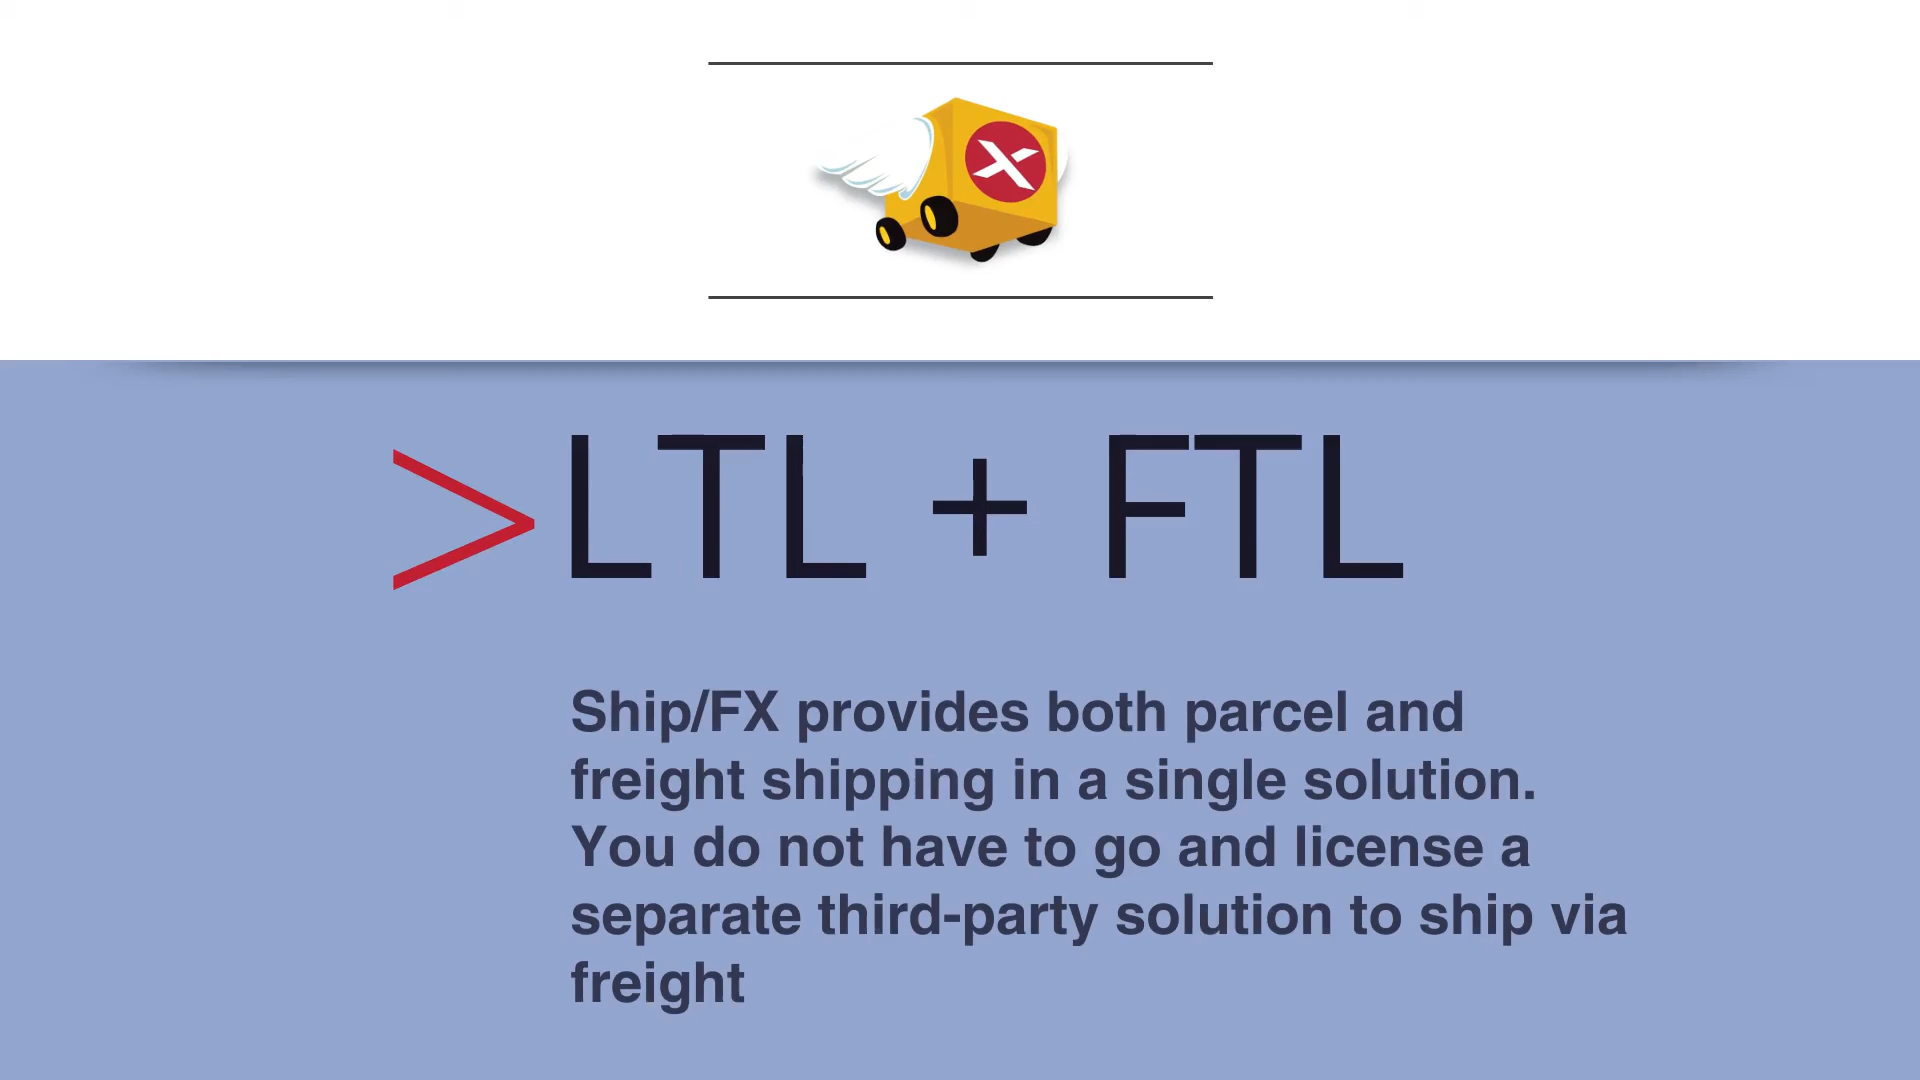 X
> LTL + FTL
Ship/FX provides both parcel and
freight shipping in a single solution.
You do not have to go and license a
separate third-party solution to ship via
freight